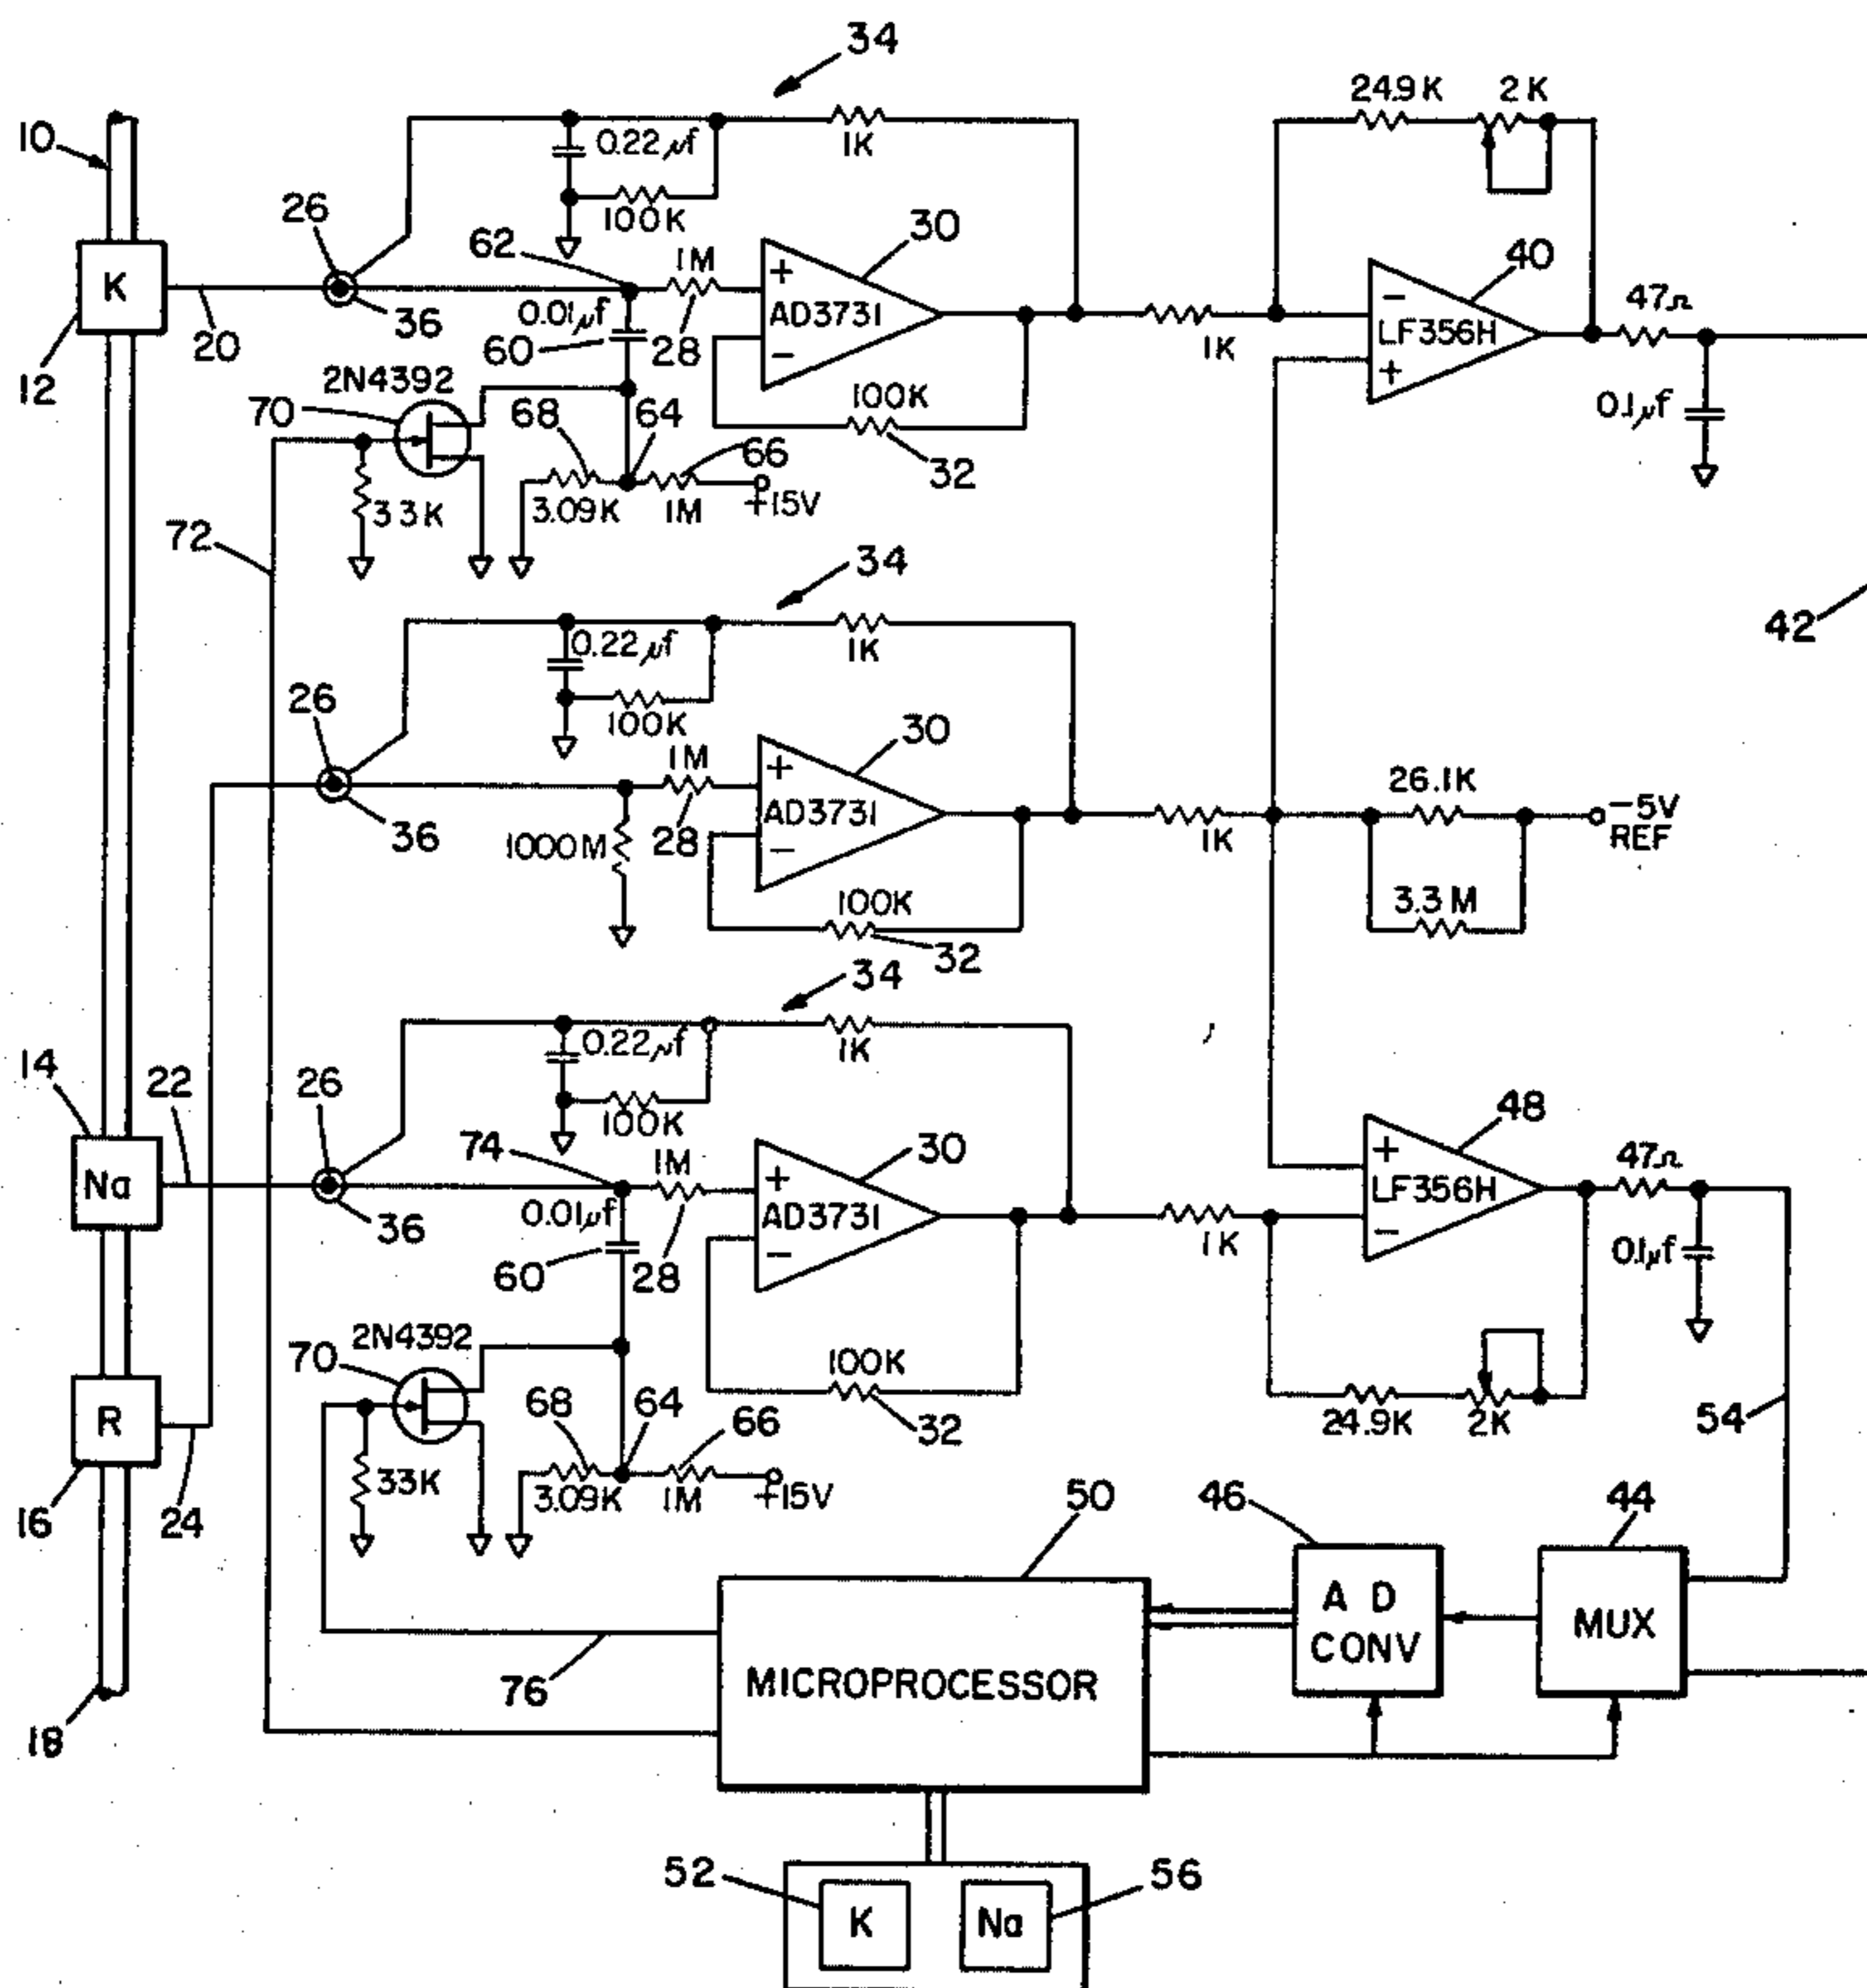 34
24.9K 2K
10
0.22μf
1K
100K
26
62
1M
30
40
K
+
AD3731
-
-
LF356H
+
47Ω
36
0.01μf
60
28
1K
12
20
2N4392
70
68
64
66
100K
32
0.1μf
33K
3.09K
1M
+15V
72
34
0.22μf
1K
42
100K
26
1M
30
+
AD3731
-
26.1K
-5V
REF
36
1000M
28
1K
100K
32
3.3M
34
0.22μf
1K
14
22
26
100K
74
1M
30
48
Na
+
AD3731
-
+
LF356H
-
47Ω
36
0.01μf
60
28
1K
0.1μf
2N4392
70
100K
32
R
68
64
66
24.9K
2K
54
33K
3.09K
1M
+15V
16
24
50
46
44
A D
CONV
MUX
MICROPROCESSOR
76
18
52
K
Na
56